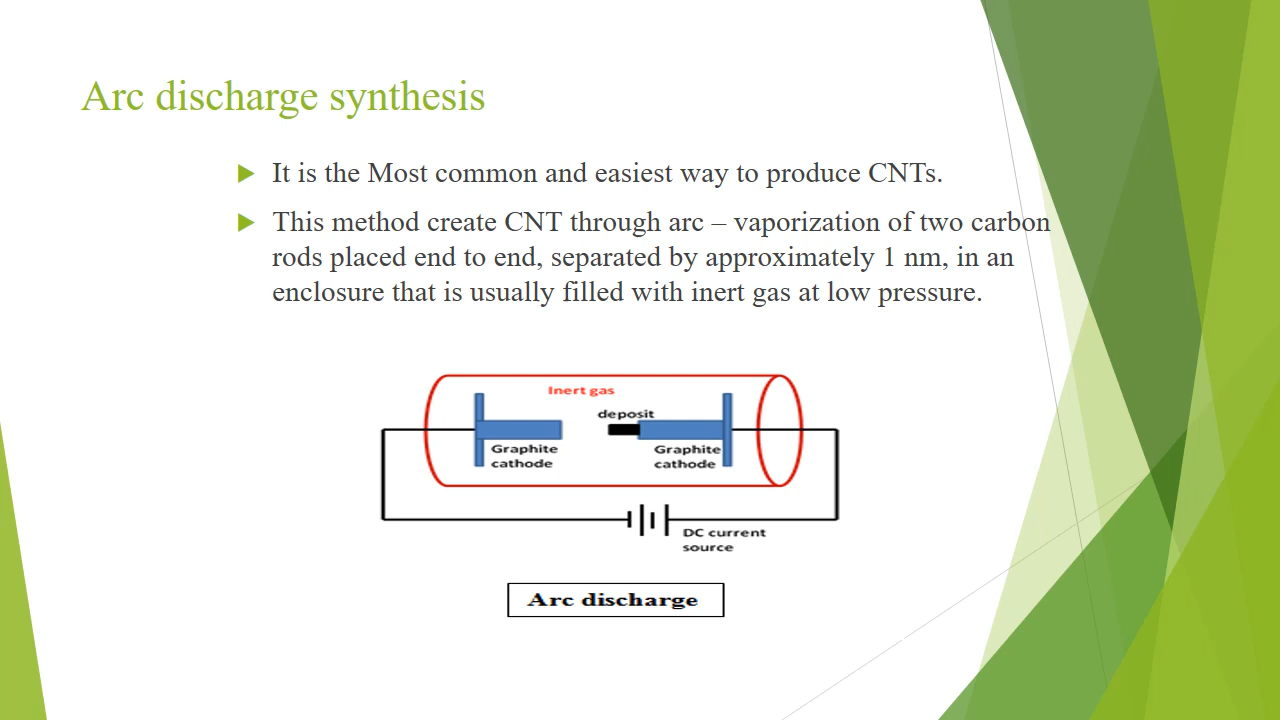 Arc discharge synthesis
It is the Most common and easiest way to produce CNTs.
This method create CNT through arc – vaporization of two carbon
rods placed end to end, separated by approximately 1 nm, in an
enclosure that is usually filled with inert gas at low pressure.
Inert gas
deposit
Graphite
cathode
Graphite
cathode
DC current
source
Arc discharge